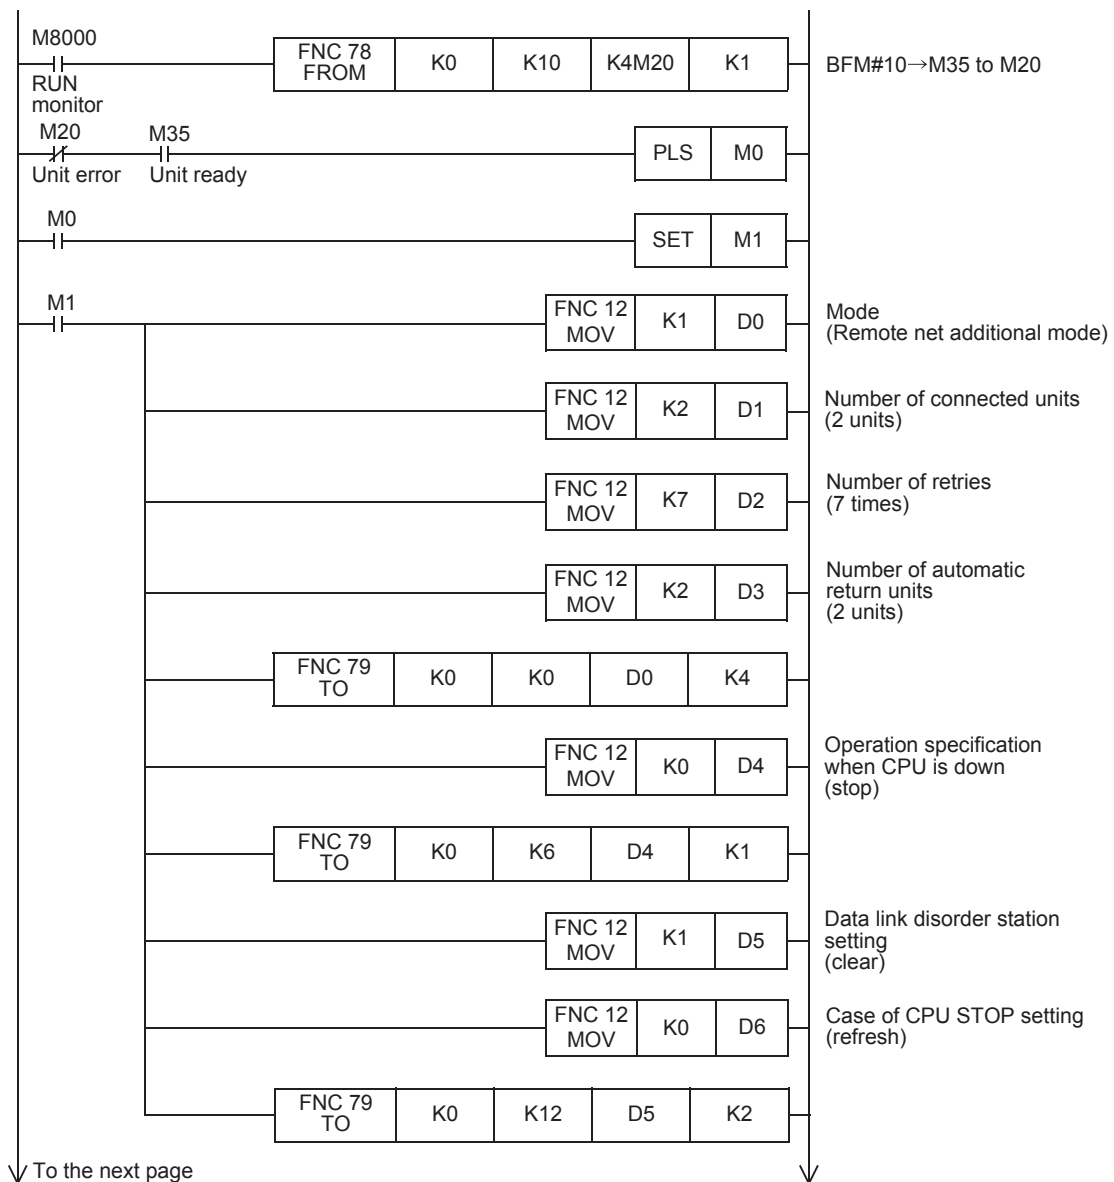 M8000
RUN
monitor
FNC 78
FROM
K0
K10
K4M20
K1
BFM#10→M35 to M20
M20
Unit error
M35
Unit ready
PLS
M0
M0
SET
M1
M1
FNC 12
MOV
K1
D0
Mode
(Remote net additional mode)
FNC 12
MOV
K2
D1
Number of connected units
(2 units)
FNC 12
MOV
K7
D2
Number of retries
(7 times)
FNC 12
MOV
K2
D3
Number of automatic
return units
(2 units)
FNC 79
TO
K0
K0
D0
K4
FNC 12
MOV
K0
D4
Operation specification
when CPU is down
(stop)
FNC 79
TO
K0
K6
D4
K1
FNC 12
MOV
K1
D5
Data link disorder station
setting
(clear)
FNC 12
MOV
K0
D6
Case of CPU STOP setting
(refresh)
FNC 79
TO
K0
K12
D5
K2
To the next page